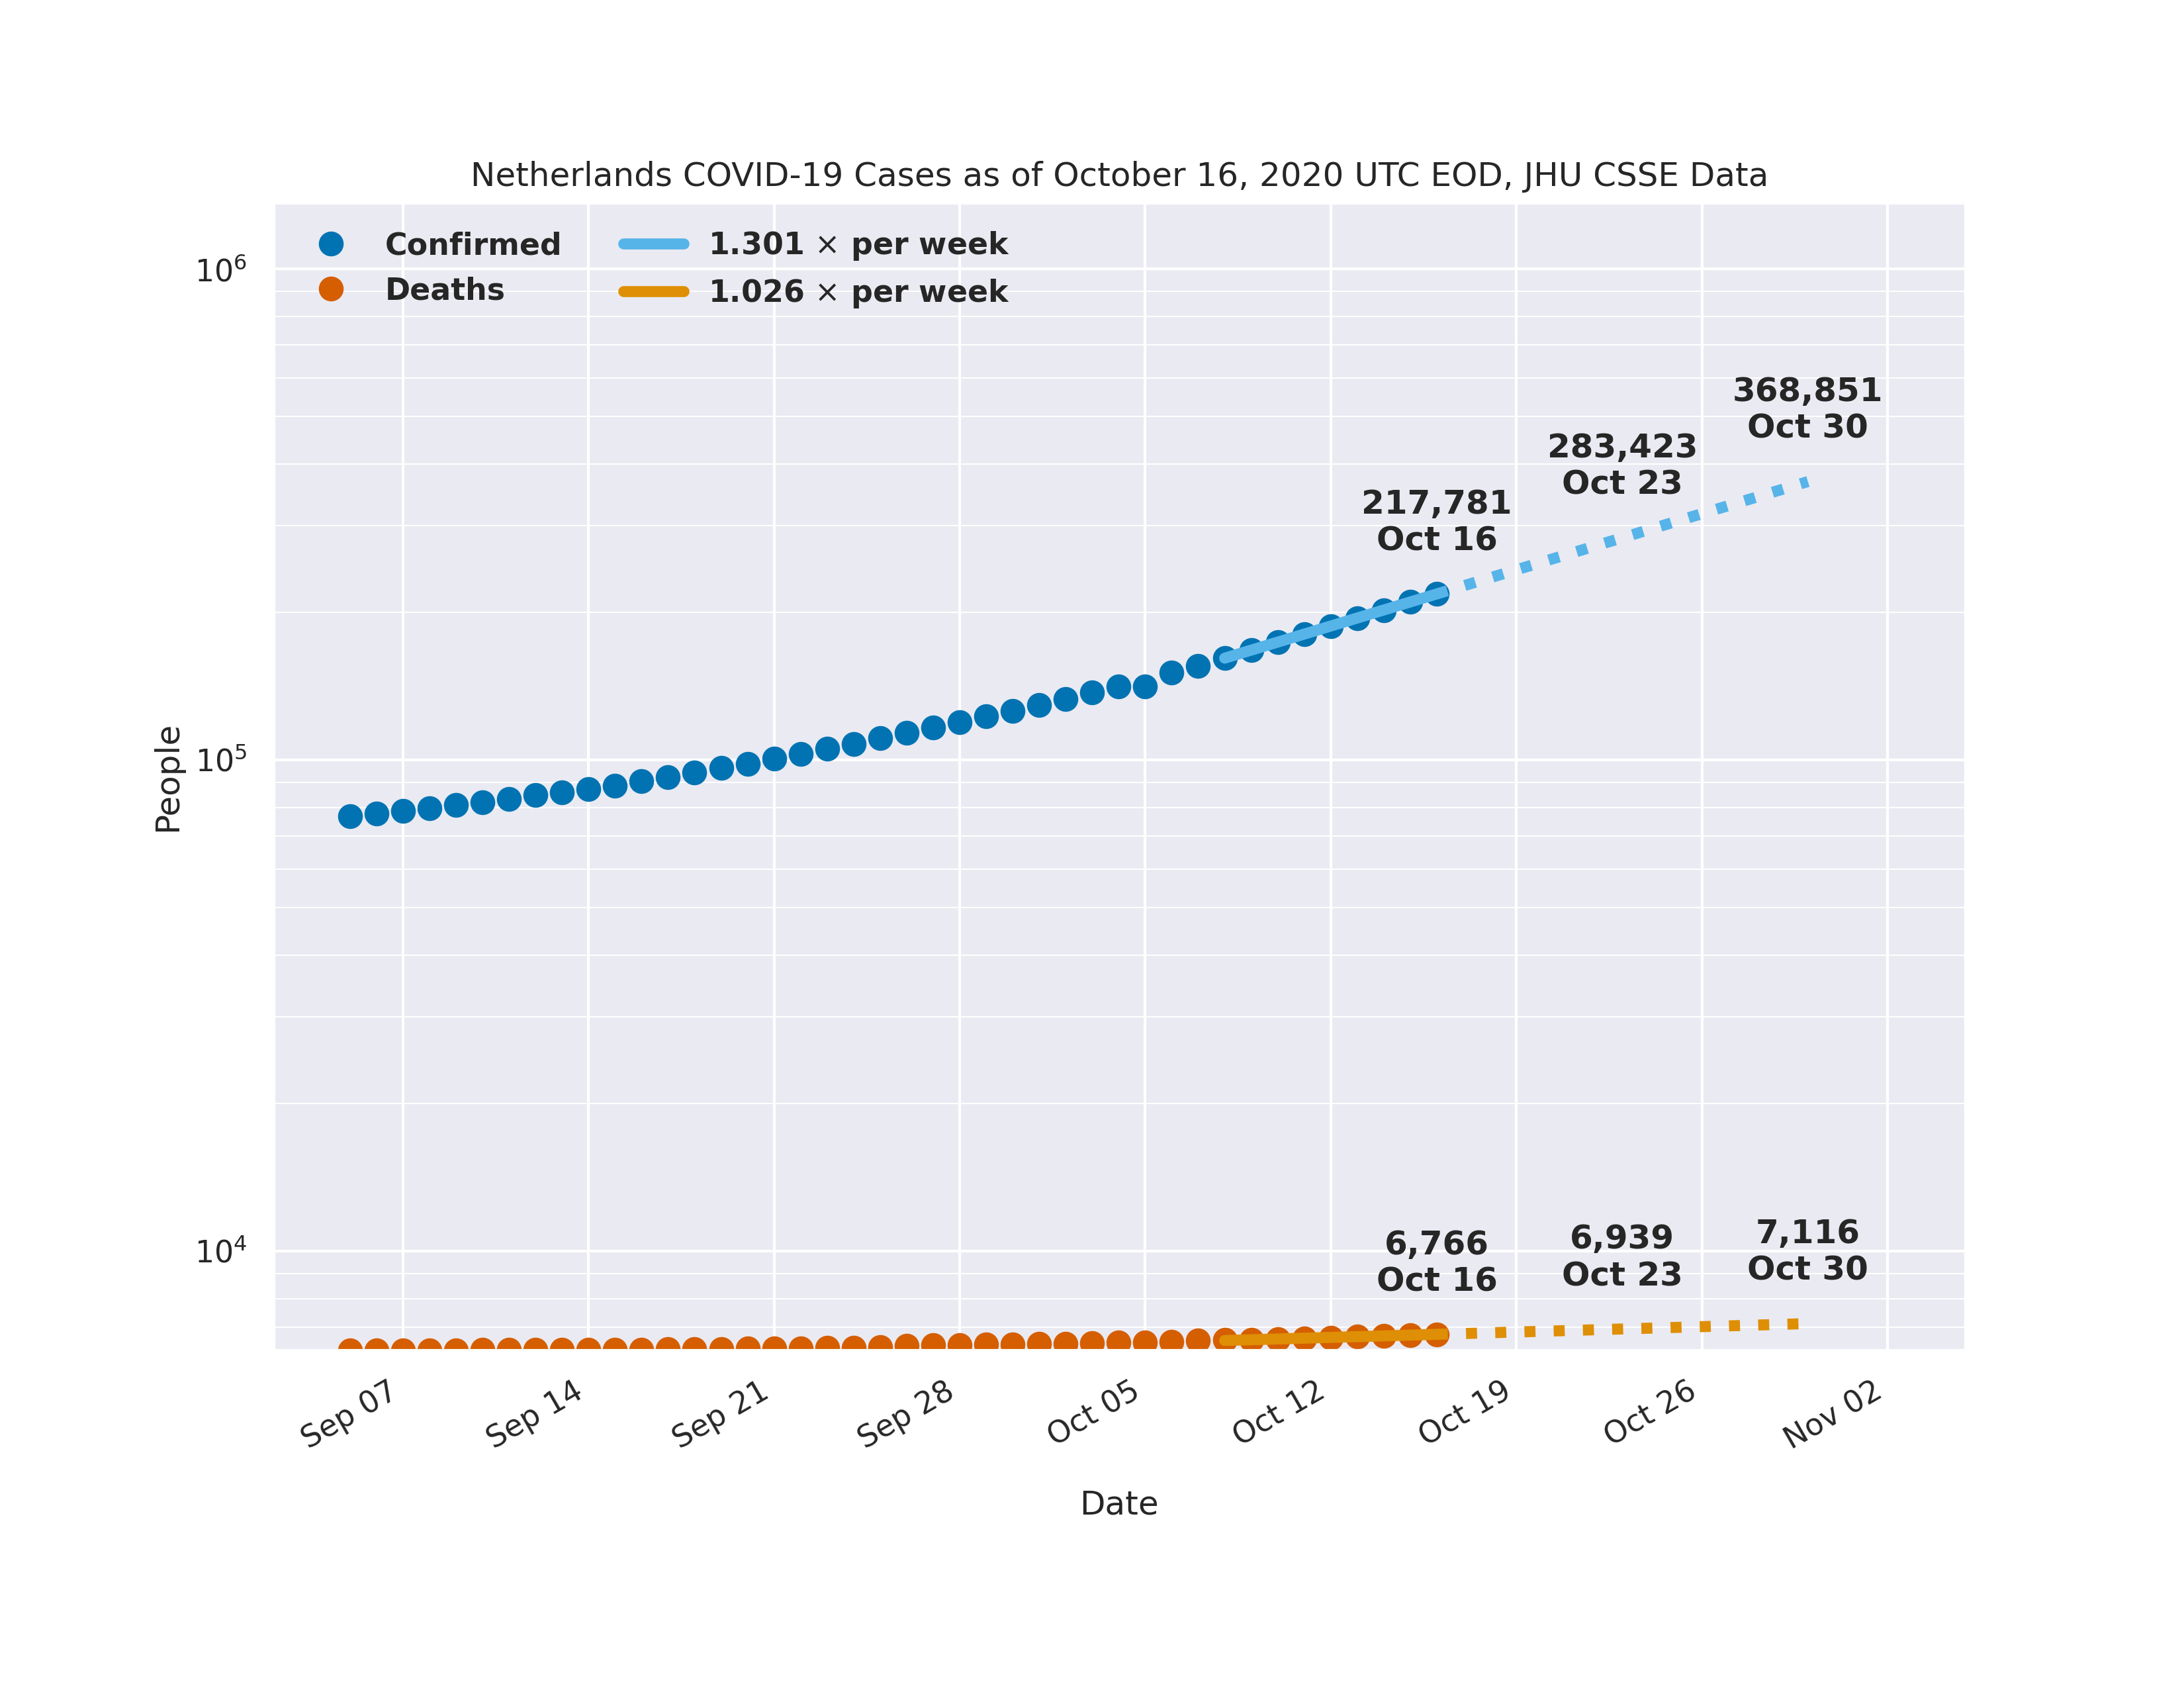 Netherlands COVID-19 Cases as of October 16, 2020 UTC EOD, JHU CSSE Data
Confirmed
Deaths
1.301 × per week
1.026 × per week
10⁶
10⁵
10⁴
People
368,851
Oct 30
283,423
Oct 23
217,781
Oct 16
6,766
Oct 16
6,939
Oct 23
7,116
Oct 30
Sep 07
Sep 14
Sep 21
Sep 28
Oct 05
Oct 12
Oct 19
Oct 26
Nov 02
Date